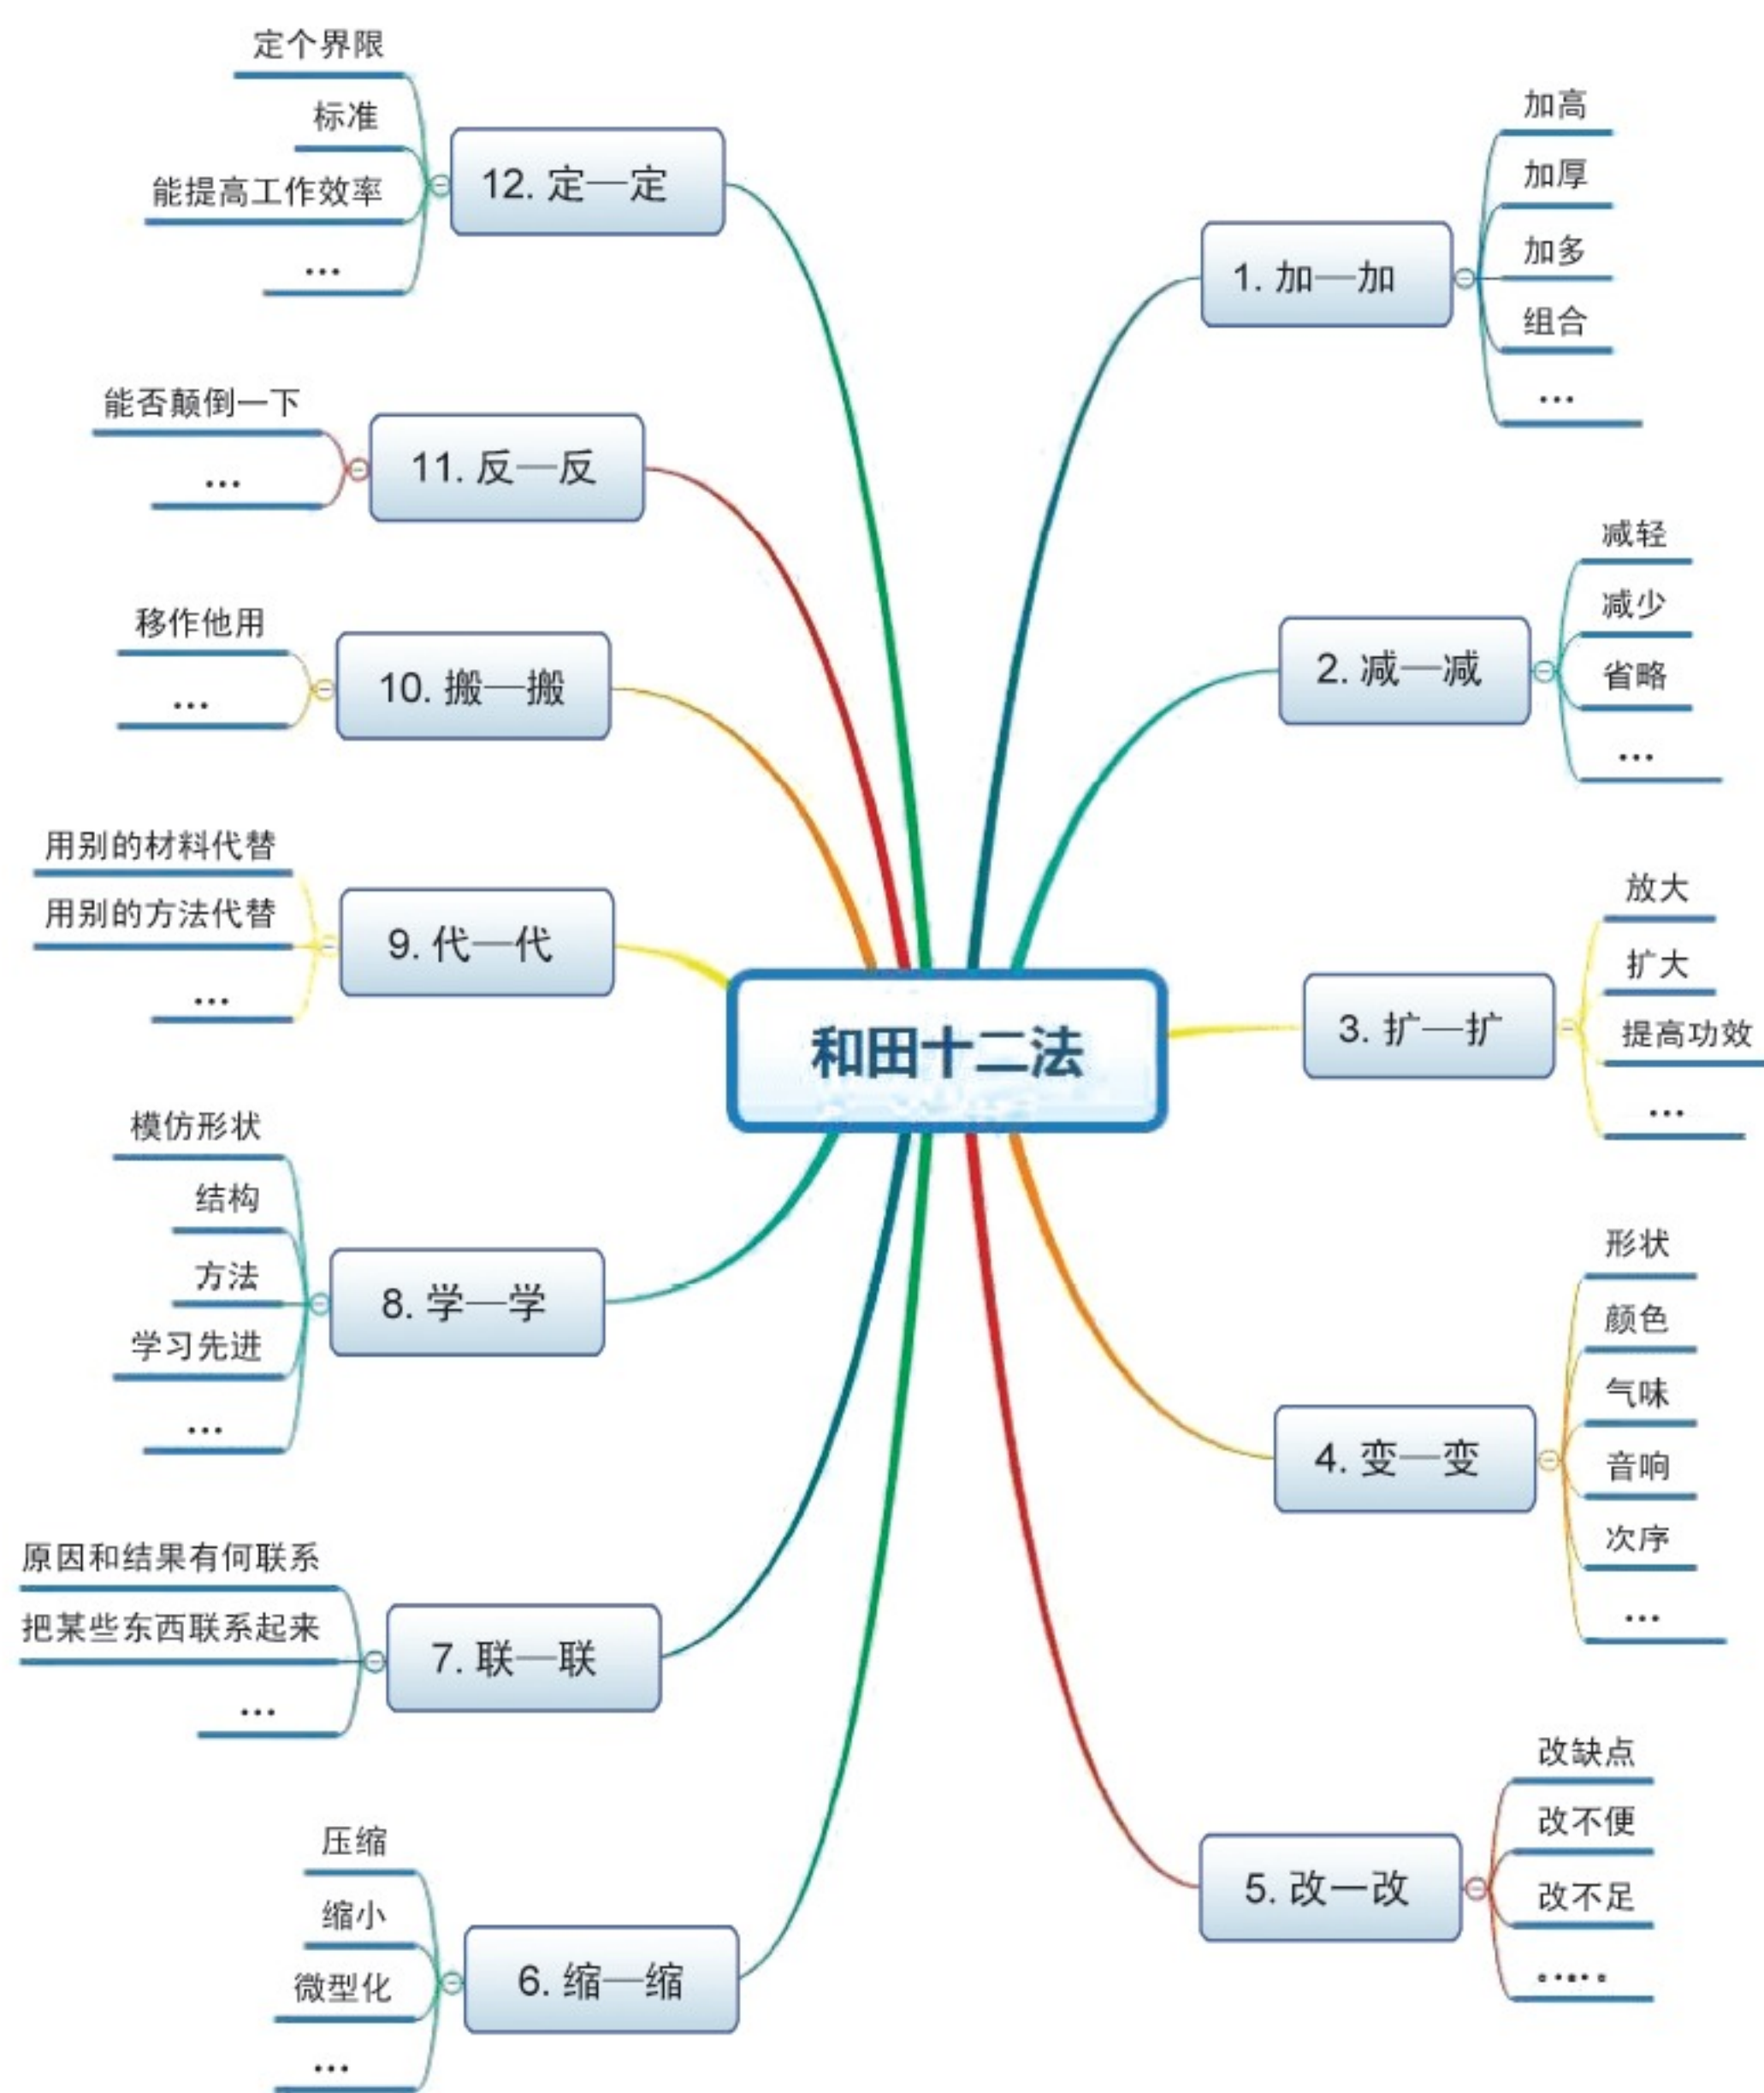 和田十二法
1. 加一加
加高
加厚
加多
组合
...
2. 减一减
减轻
减少
省略
...
3. 扩一扩
放大
扩大
提高功效
...
4. 变一变
形状
颜色
气味
音响
次序
...
5. 改一改
改缺点
改不便
改不足
.....
6. 缩一缩
压缩
缩小
微型化
...
7. 联一联
原因和结果有何联系
把某些东西联系起来
...
8. 学一学
模仿形状
结构
方法
学习先进
...
9. 代一代
用别的材料代替
用别的方法代替
...
10. 搬一搬
移作他用
...
11. 反一反
能否颠倒一下
...
12. 定一定
定个界限
标准
能提高工作效率
...